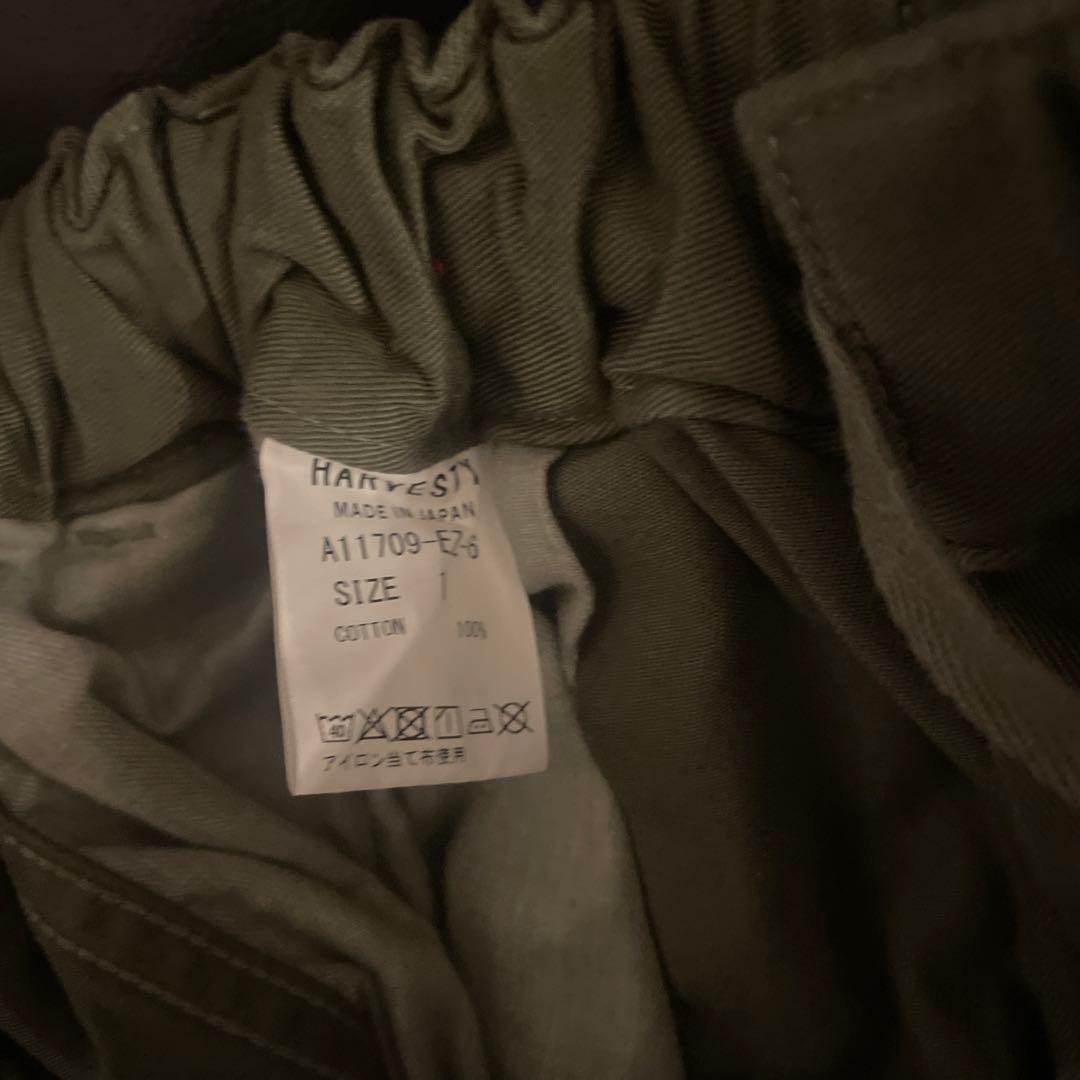 HARVESTY
MADE IN JAPAN
A11709-EZ-6
SIZE 1
COTTON 100%
40
アイロン当て布使用